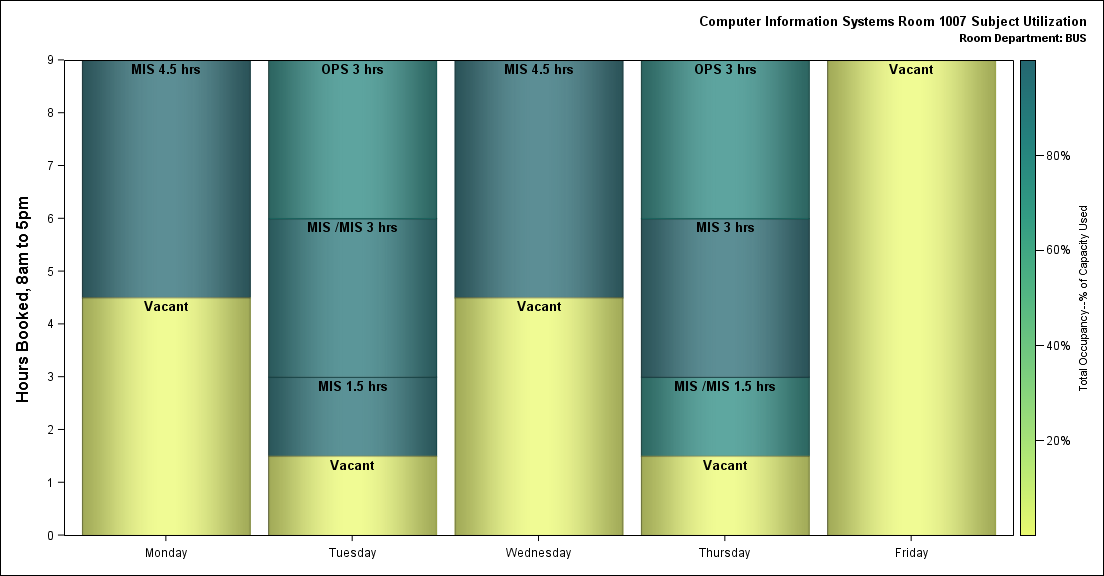 Computer Information Systems Room 1007 Subject Utilization
Room Department: BUS
Hours Booked, 8am to 5pm
9
8
7
6
5
4
3
2
1
0
MIS 4.5 hrs
Vacant
OPS 3 hrs
MIS /MIS 3 hrs
MIS 1.5 hrs
Vacant
MIS 4.5 hrs
Vacant
OPS 3 hrs
MIS 3 hrs
MIS /MIS 1.5 hrs
Vacant
Vacant
Monday
Tuesday
Wednesday
Thursday
Friday
80%
60%
40%
20%
Total Occupancy--% of Capacity Used